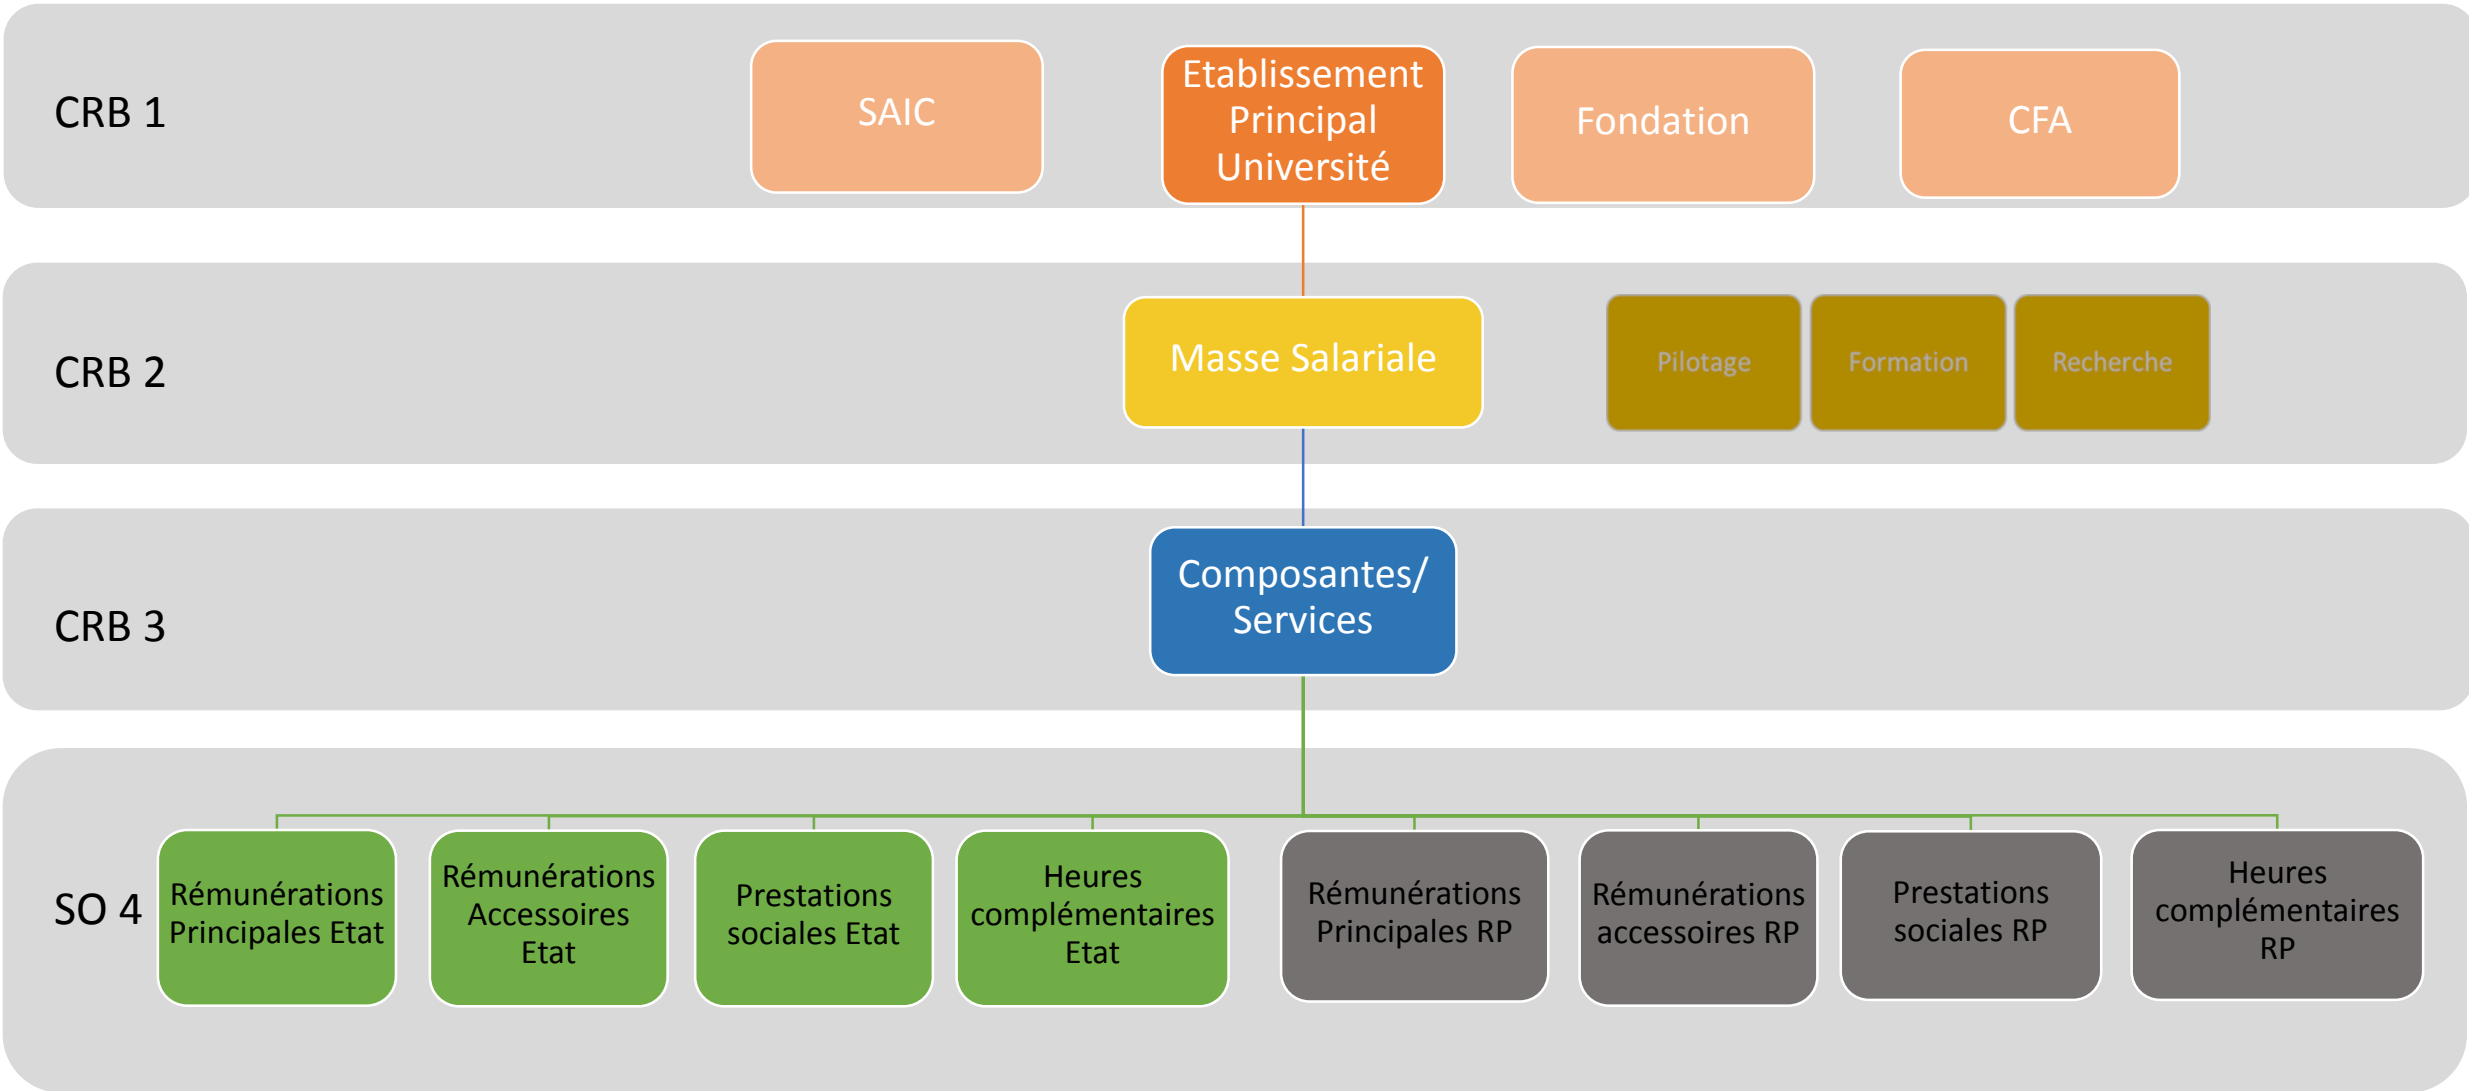 CRB 1
SAIC
Etablissement
Principal
Université
Fondation
CFA
CRB 2
Masse Salariale
Pilotage
Formation
Recherche
CRB 3
Composantes/
Services
SO 4
Rémunérations
Principales Etat
Rémunérations
Accessoires
Etat
Prestations
sociales Etat
Heures
complémentaires
Etat
Rémunérations
Principales RP
Rémunérations
accessoires RP
Prestations
sociales RP
Heures
complémentaires
RP